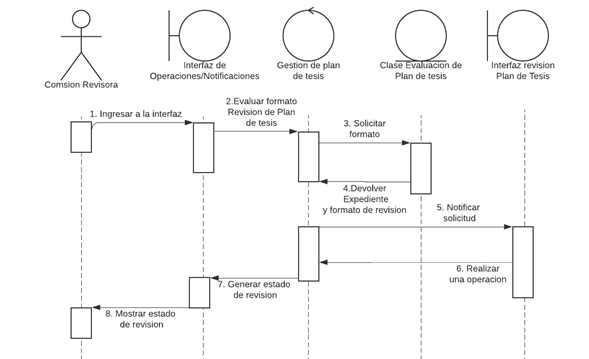 Comsion Revisora
Interfaz de
Operaciones/Notificaciones
Gestion de plan
de tesis
Clase Evaluacion de
Plan de tesis
Interfaz revision
Plan de Tesis
1. Ingresar a la interfaz
2.Evaluar formato
Revision de Plan
de tesis
3. Solicitar
formato
4.Devolver
Expediente
y formato de revision
5. Notificar
solicitud
6. Realizar
una operacion
7. Generar estado
de revision
8. Mostrar estado
de revision